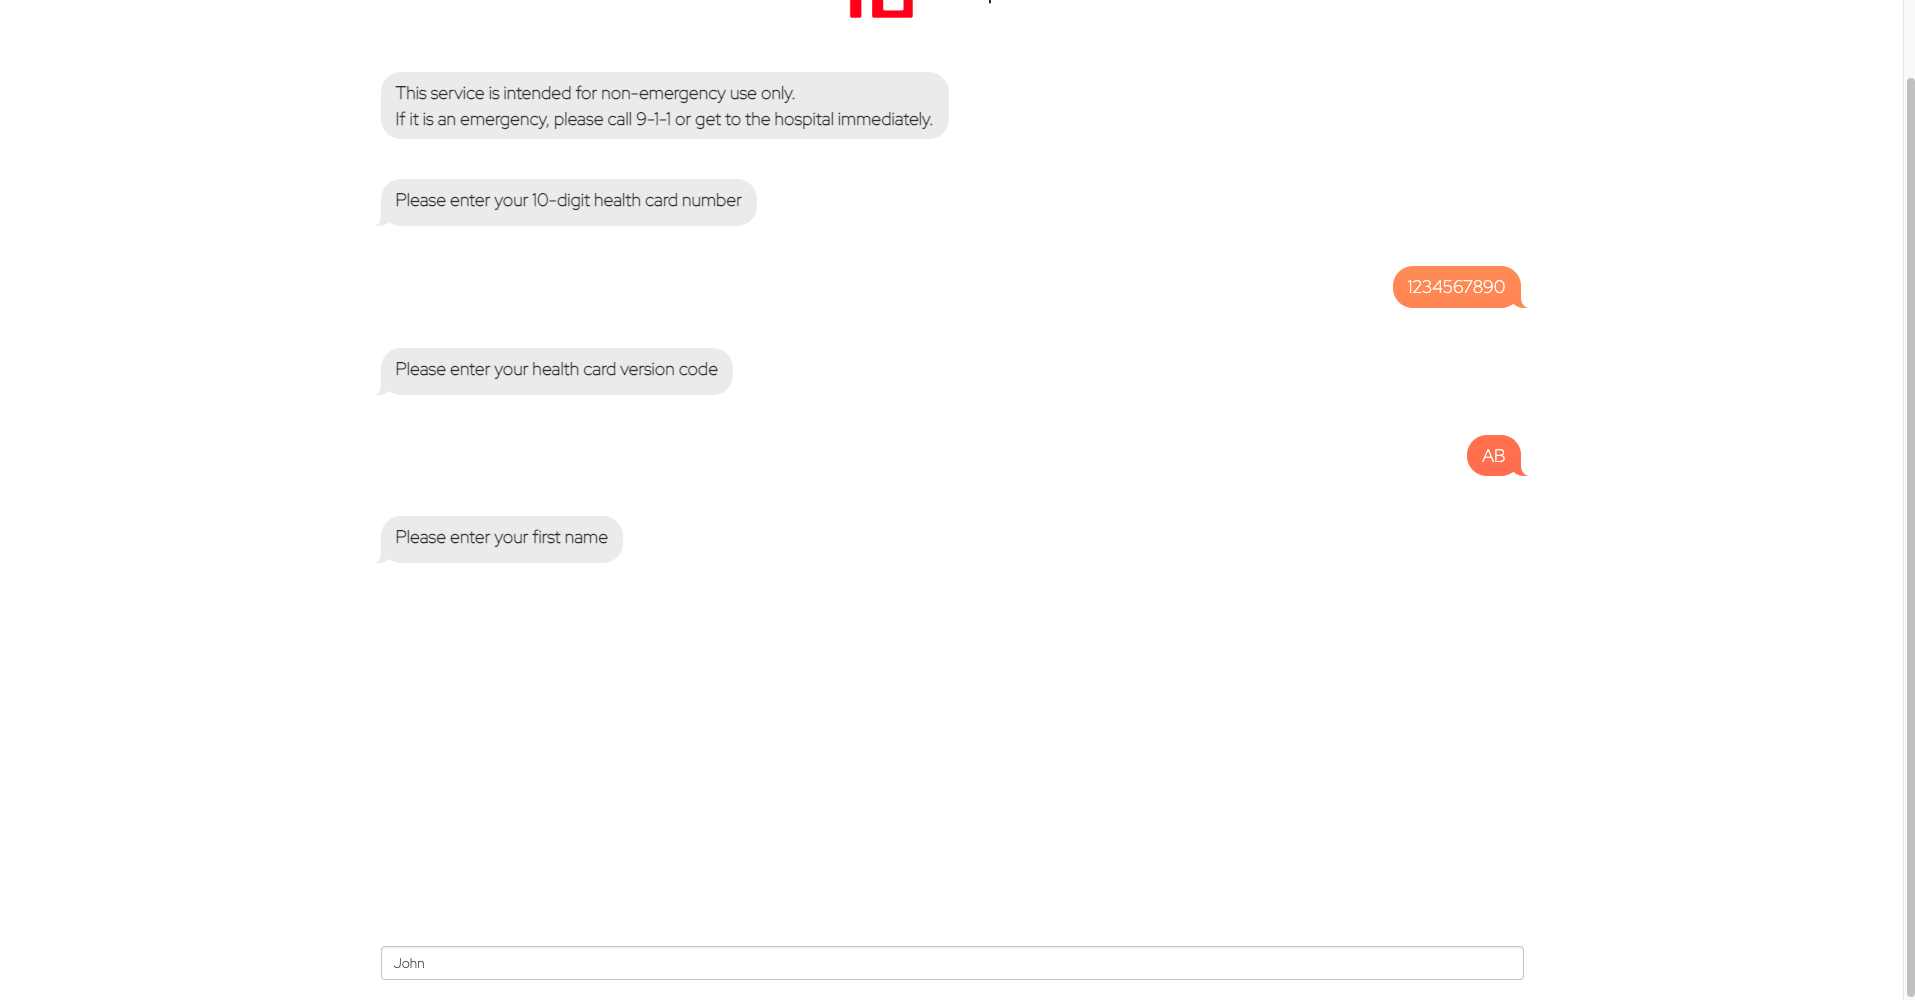 This service is intended for non-emergency use only.
If it is an emergency, please call 9-1-1 or get to the hospital immediately.
Please enter your 10-digit health card number
1234567890
Please enter your health card version code
AB
Please enter your first name
John